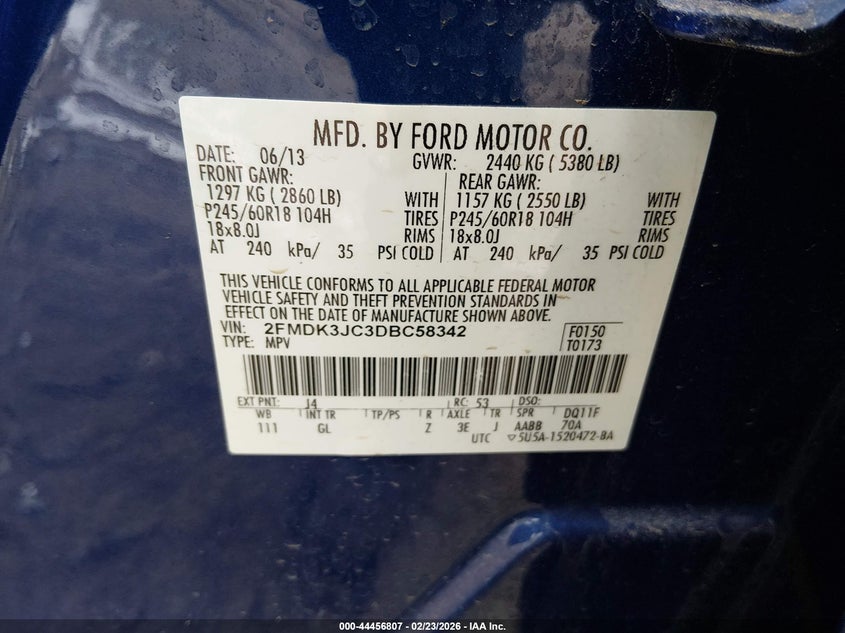 MFD. BY FORD MOTOR CO.
DATE: 06/13 GVWR: 2440 KG ( 5380 LB)
FRONT GAWR: REAR GAWR:
1297 KG ( 2860 LB) WITH 1157 KG ( 2550 LB) WITH
P245/60R18 104H TIRES P245/60R18 104H TIRES
18x8.0J RIMS 18x8.0J RIMS
AT 240 kPa/ 35 PSI COLD AT 240 kPa/ 35 PSI COLD
THIS VEHICLE CONFORMS TO ALL APPLICABLE FEDERAL MOTOR
VEHICLE SAFETY AND THEFT PREVENTION STANDARDS IN
EFFECT ON THE DATE OF MANUFACTURE SHOWN ABOVE.
VIN: 2FMDK3JC3DBC58342 F0150
TYPE: MPV T0173
EXT PNT: J4 RC: 53 DSO:
WB INT TR TP/PS R AXLE TR SPR DQ11F
111 GL Z 3E J AABB 70A
UTC ▽5U5A-1520472-BA
000-44456807 - 02/23/2026 - IAA Inc.